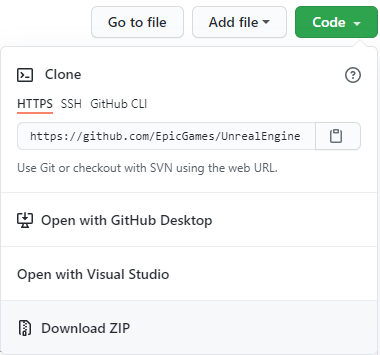 Go to file Add file Code
Clone
HTTPS SSH GitHub CLI
https://github.com/EpicGames/UnrealEngine
Use Git or checkout with SVN using the web URL.
Open with GitHub Desktop
Open with Visual Studio
Download ZIP